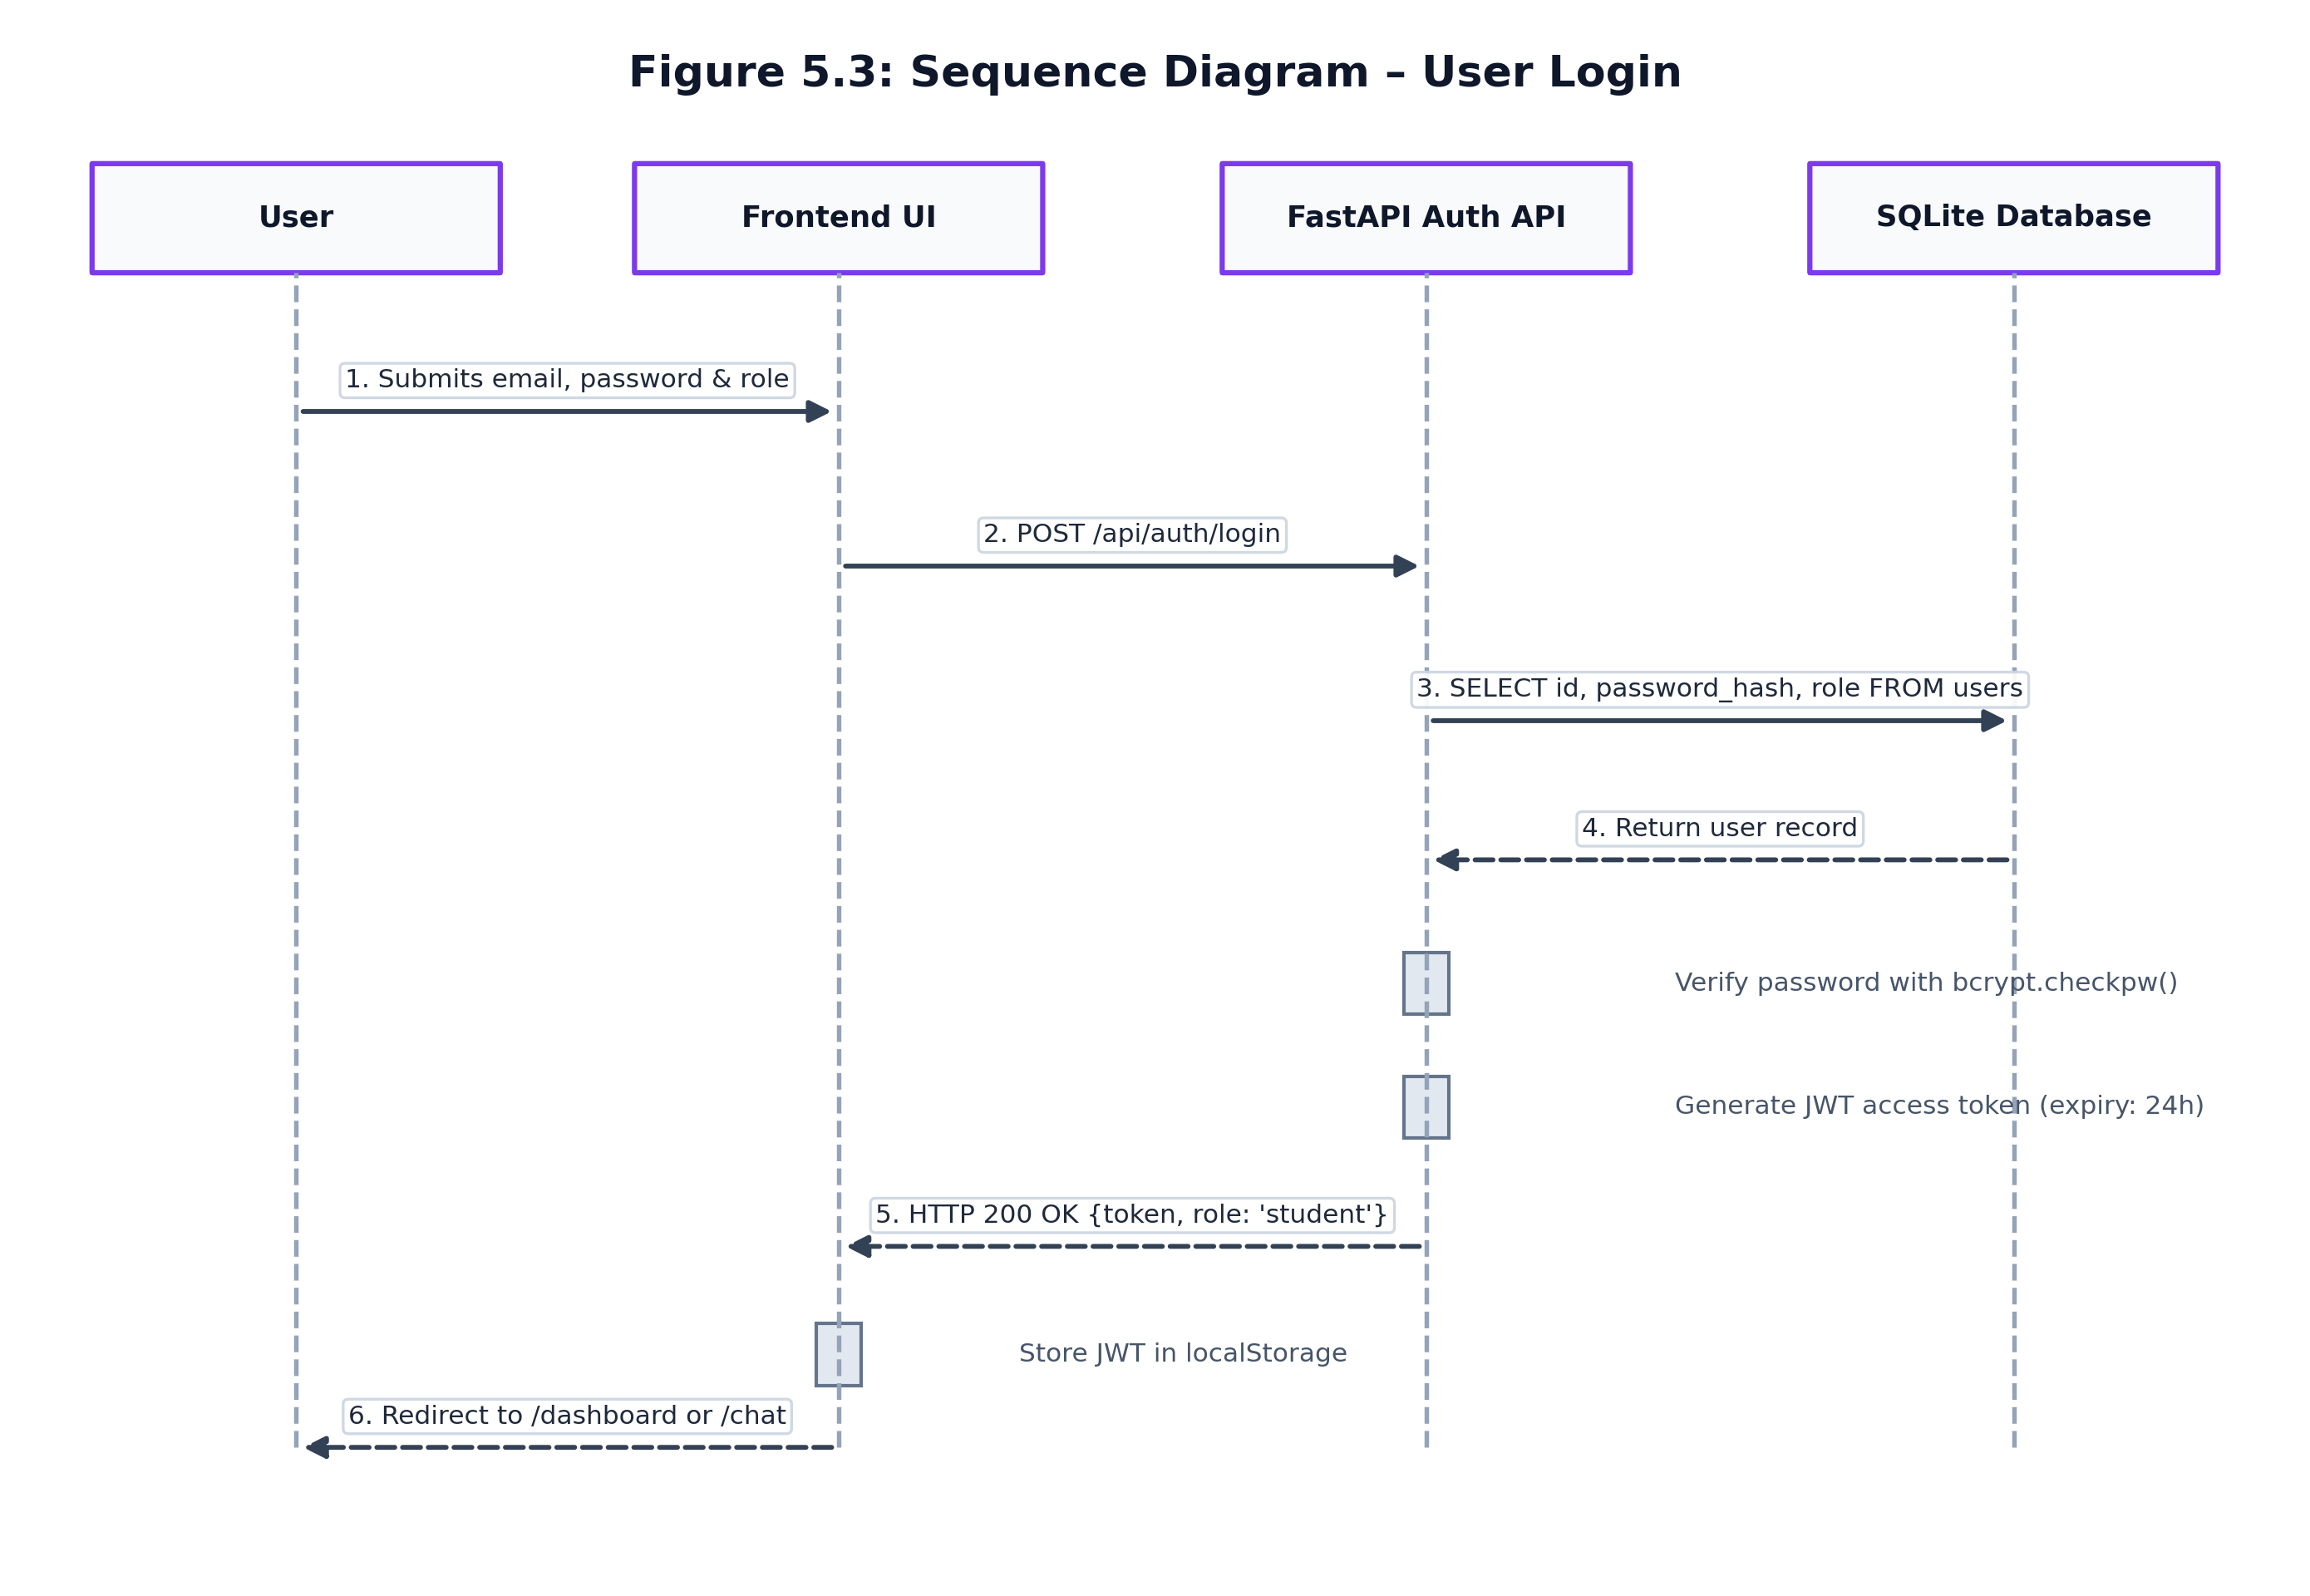 Figure 5.3: Sequence Diagram – User Login
User
Frontend UI
FastAPI Auth API
SQLite Database
1. Submits email, password & role
2. POST /api/auth/login
3. SELECT id, password_hash, role FROM users
4. Return user record
Verify password with bcrypt.checkpw()
Generate JWT access token (expiry: 24h)
5. HTTP 200 OK {token, role: 'student'}
Store JWT in localStorage
6. Redirect to /dashboard or /chat